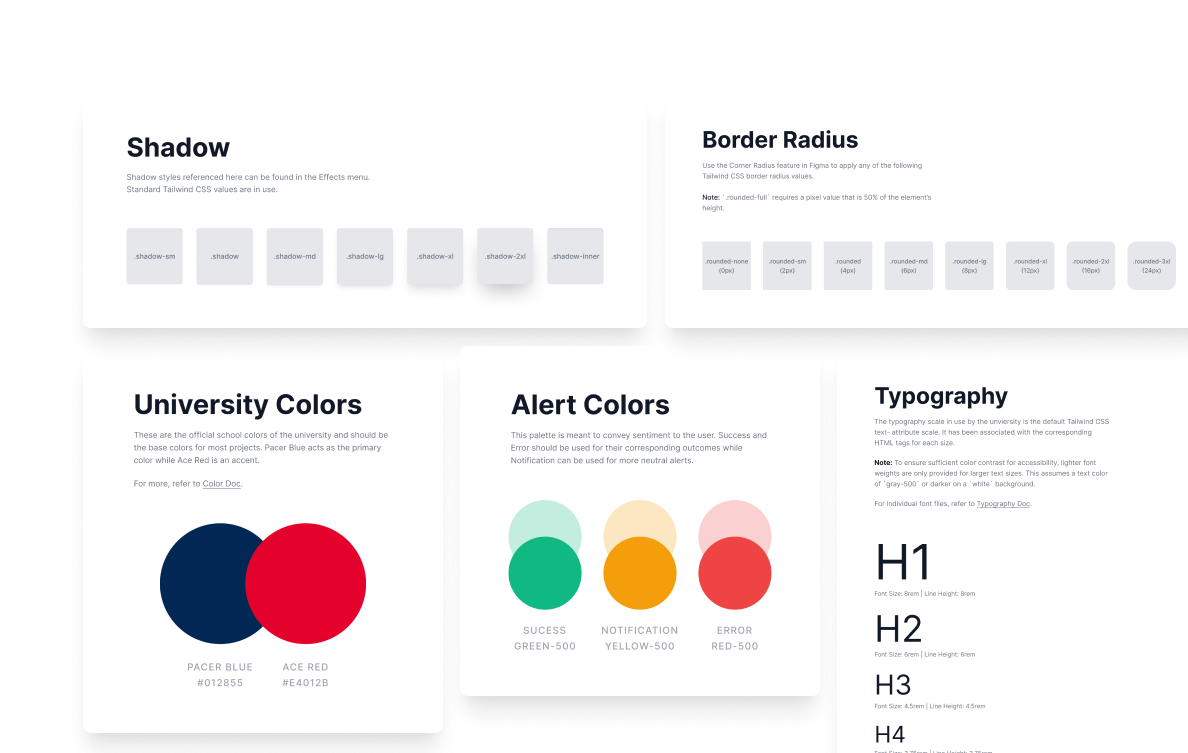 Shadow
Shadow styles referenced here can be found in the Effects menu.
Standard Tailwind CSS values are in use.
.shadow-sm
.shadow
.shadow-md
.shadow-lg
.shadow-xl
.shadow-2xl
.shadow-inner
Border Radius
Use the Corner Radius feature in Figma to apply any of the following
Tailwind CSS border radius values.
Note: `.rounded-full` requires a pixel value that is 50% of the element's
height.
.rounded-none
(0px)
.rounded-sm
(2px)
.rounded
(4px)
.rounded-md
(6px)
.rounded-lg
(8px)
.rounded-xl
(12px)
.rounded-2xl
(16px)
.rounded-3xl
(24px)
University Colors
These are the official school colors of the university and should be
the base colors for most projects. Pacer Blue acts as the primary
color while Ace Red is an accent.
For more, refer to Color Doc.
PACER BLUE
#012855
ACE RED
#E4012B
Alert Colors
This palette is meant to convey sentiment to the user. Success and
Error should be used for their corresponding outcomes while
Notification can be used for more neutral alerts.
SUCESS
GREEN-500
NOTIFICATION
YELLOW-500
ERROR
RED-500
Typography
The typography scale in use by the unviersity is the default Tailwind CSS
text- attribute scale. It has been associated with the corresponding
HTML tags for each size.
Note: To ensure sufficient color contrast for accessibility, lighter font
weights are only provided for larger text sizes. This assumes a text color
of `gray-500` or darker on a `white` background.
For individual font files, refer to Typography Doc.
H1
Font Size: 8rem | Line Height: 8rem
H2
Font Size: 6rem | Line Height: 6rem
H3
Font Size: 4.5rem | Line Height: 4.5rem
H4